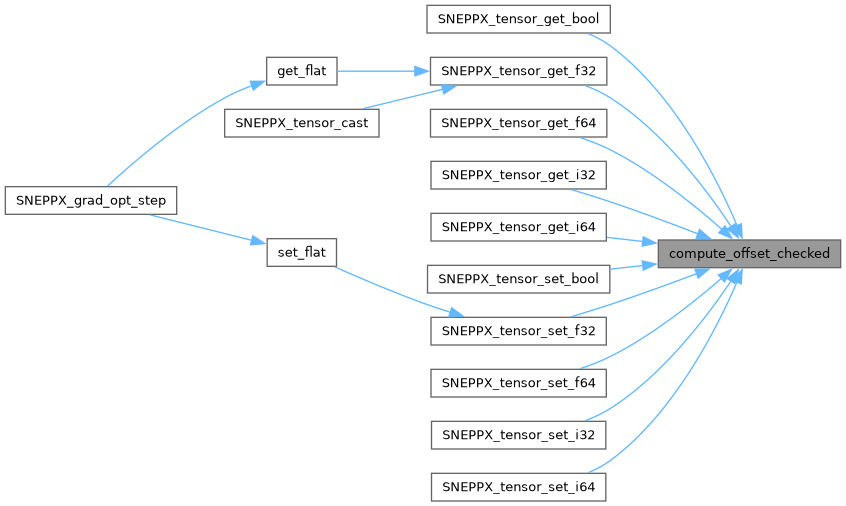 SNEPPX_tensor_get_bool
get_flat
SNEPPX_tensor_get_f32
SNEPPX_tensor_cast
SNEPPX_tensor_get_f64
SNEPPX_tensor_get_i32
SNEPPX_grad_opt_step
SNEPPX_tensor_get_i64
set_flat
compute_offset_checked
SNEPPX_tensor_set_bool
SNEPPX_tensor_set_f32
SNEPPX_tensor_set_f64
SNEPPX_tensor_set_i32
SNEPPX_tensor_set_i64